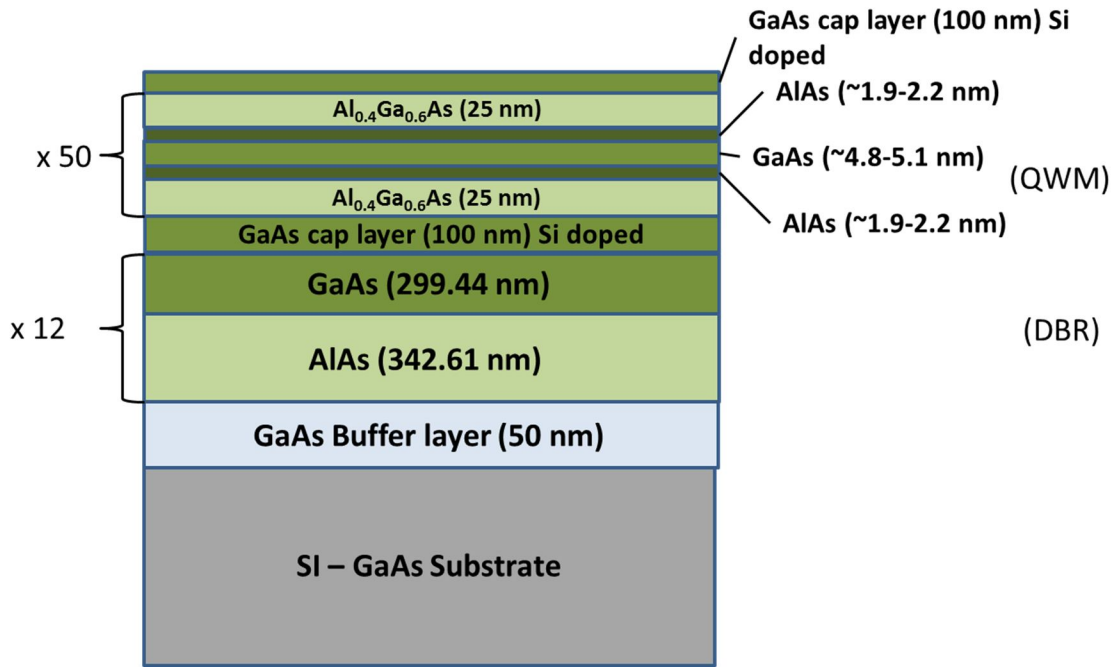 GaAs cap layer (100 nm) Si
doped
AlAs (~1.9-2.2 nm)
Al0.4Ga0.6As (25 nm)
x 50
GaAs (~4.8-5.1 nm)
(QWM)
Al0.4Ga0.6As (25 nm)
AlAs (~1.9-2.2 nm)
GaAs cap layer (100 nm) Si doped
GaAs (299.44 nm)
x 12
(DBR)
AlAs (342.61 nm)
GaAs Buffer layer (50 nm)
SI – GaAs Substrate